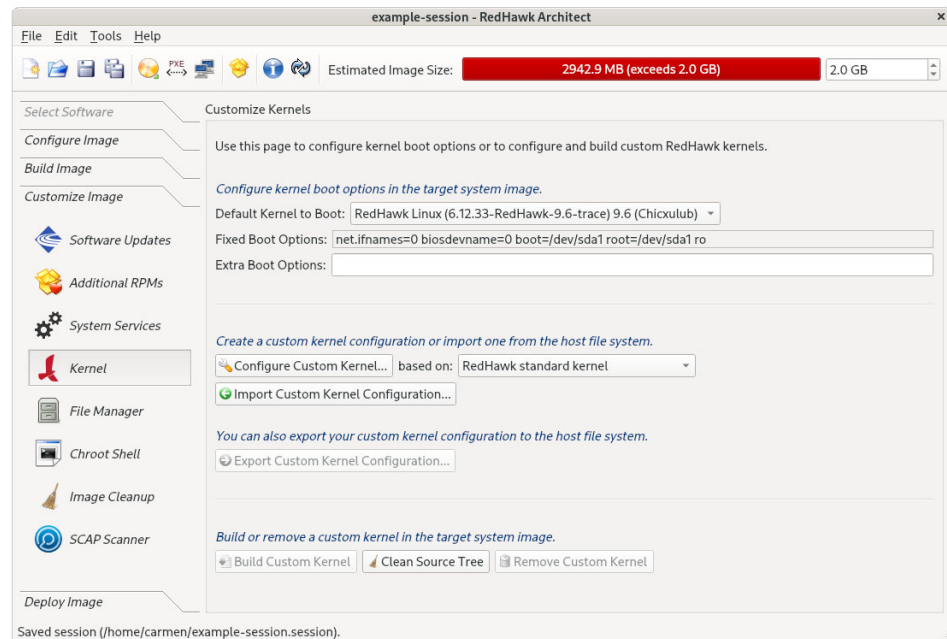 example-session - RedHawk Architect
File Edit Tools Help
PXE
Estimated Image Size: 2942.9 MB (exceeds 2.0 GB) 2.0 GB
Select Software
Configure Image
Build Image
Customize Image
Software Updates
Additional RPMs
System Services
Kernel
File Manager
Chroot Shell
Image Cleanup
SCAP Scanner
Deploy Image
Customize Kernels
Use this page to configure kernel boot options or to configure and build custom RedHawk kernels.
Configure kernel boot options in the target system image.
Default Kernel to Boot: RedHawk Linux (6.12.33-RedHawk-9.6-trace) 9.6 (Chicxulub)
Fixed Boot Options: net.ifnames=0 biosdevname=0 boot=/dev/sda1 root=/dev/sda1 ro
Extra Boot Options:
Create a custom kernel configuration or import one from the host file system.
Configure Custom Kernel... based on: RedHawk standard kernel
Import Custom Kernel Configuration...
You can also export your custom kernel configuration to the host file system.
Export Custom Kernel Configuration...
Build or remove a custom kernel in the target system image.
Build Custom Kernel Clean Source Tree Remove Custom Kernel
Saved session (/home/carmen/example-session.session).